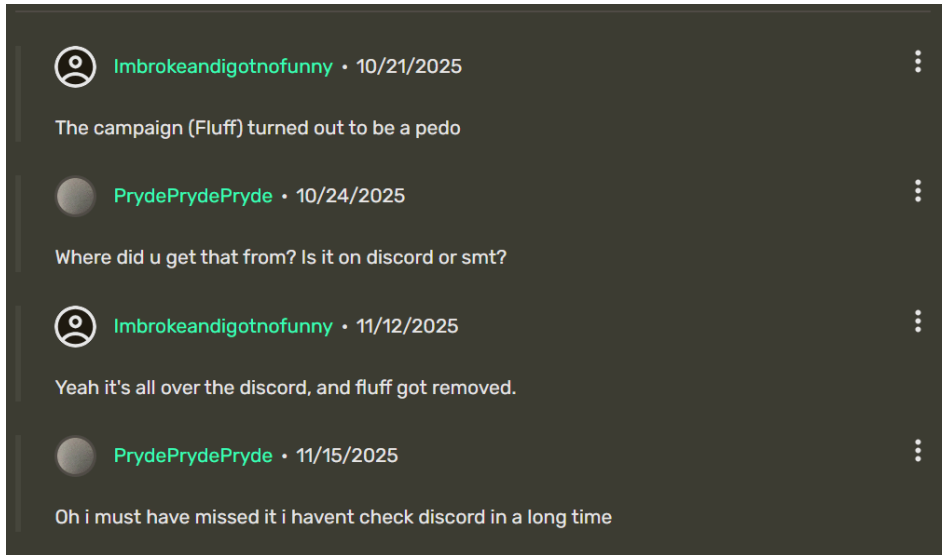 Imbrokeandigotnofunny • 10/21/2025
The campaign (Fluff) turned out to be a pedo
PrydePrydePryde • 10/24/2025
Where did u get that from? Is it on discord or smt?
Imbrokeandigotnofunny • 11/12/2025
Yeah it's all over the discord, and fluff got removed.
PrydePrydePryde • 11/15/2025
Oh i must have missed it i havent check discord in a long time